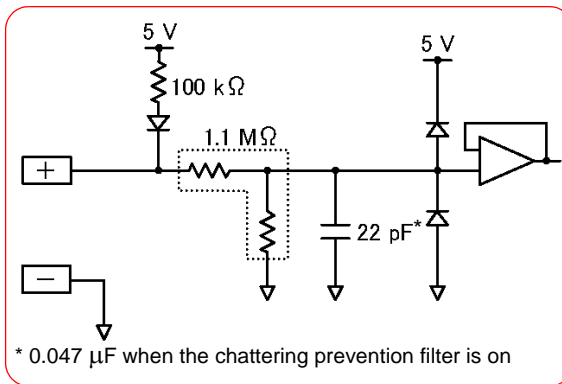 5 V
5 V
100 kΩ
1.1 MΩ
+
22 pF*
−
* 0.047 μF when the chattering prevention filter is on